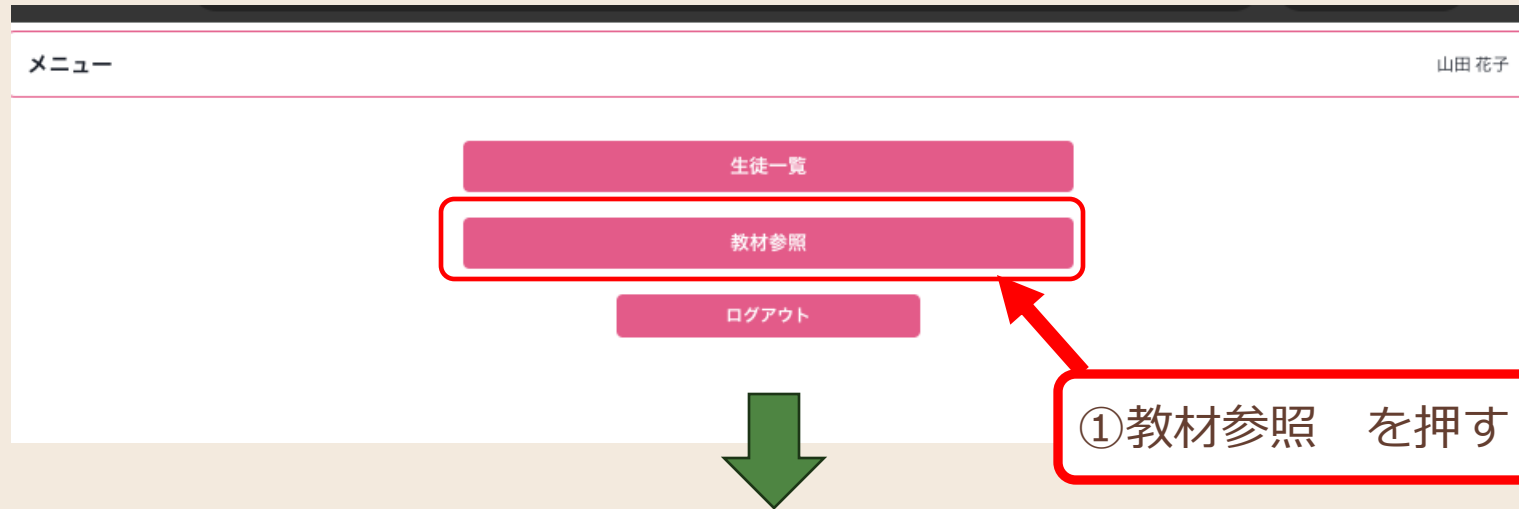 メニュー
山田 花子
生徒一覧
教材参照
ログアウト
①教材参照　を押す